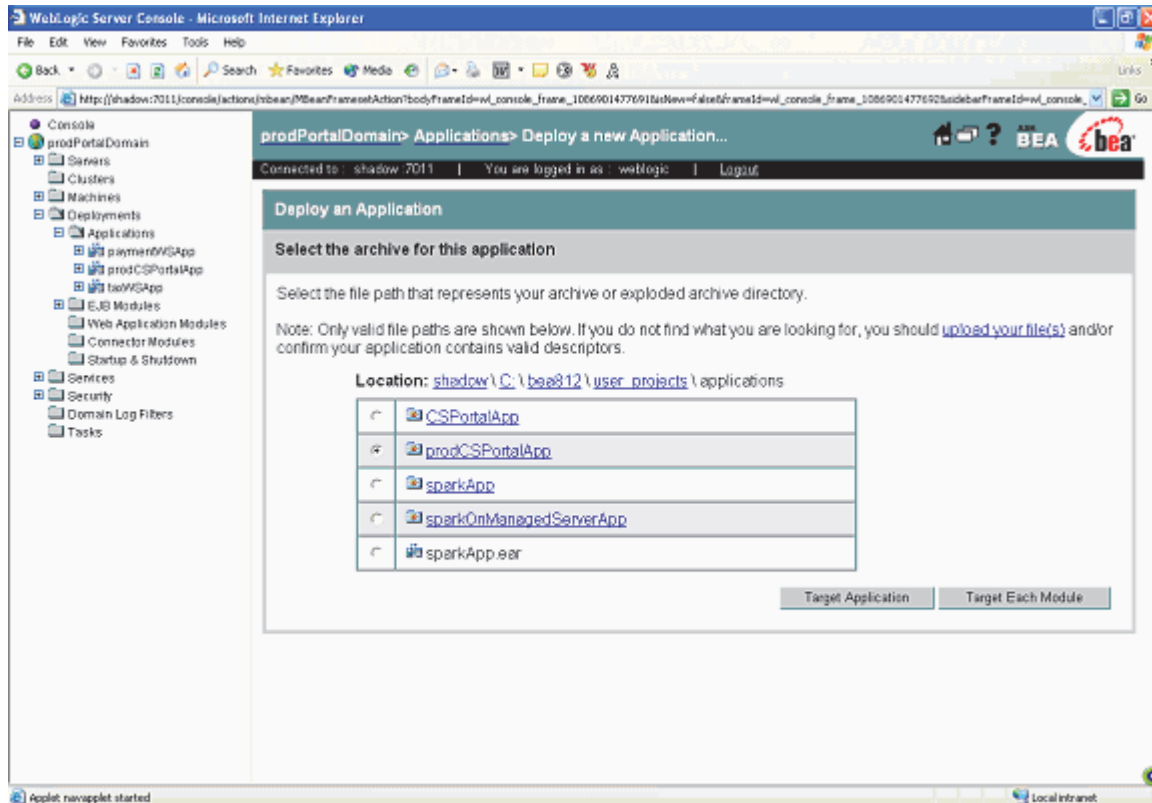 WebLogic Server Console - Microsoft Internet Explorer
File Edit View Favorites Tools Help
Back Search Favorites Media
Links
Address Go
Console
prodPortalDomain
Servers
Clusters
Machines
Deployments
Applications
paymentWSApp
prodCSPortalApp
taxWSApp
EJB Modules
Web Application Modules
Connector Modules
Startup & Shutdown
Services
Security
Domain Log Filters
Tasks
prodPortalDomain> Applications> Deploy a new Application...
? ASK BEA bea
Connected to : shadow :7011 | You are logged in as : weblogic | Logout
Deploy an Application
Select the archive for this application
Select the file path that represents your archive or exploded archive directory.
Note: Only valid file paths are shown below. If you do not find what you are looking for, you should upload your file(s) and/or
confirm your application contains valid descriptors.
Location: shadow \ C: \ bea812 \ user_projects \ applications
CSPortalApp
prodCSPortalApp
sparkApp
sparkOnManagedServerApp
sparkApp.ear
Target Application Target Each Module
Applet navapplet started
Local intranet